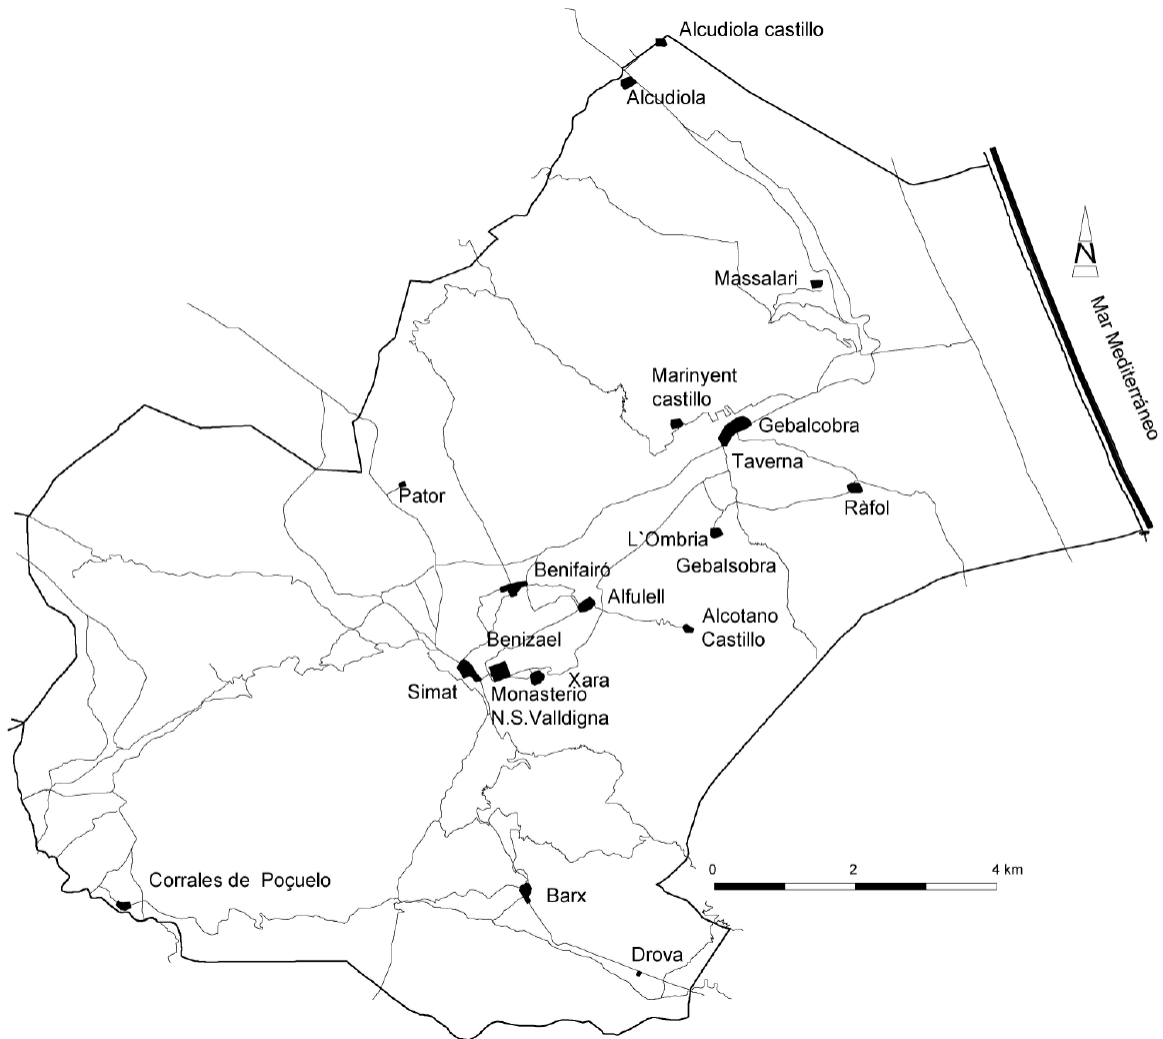 Alcudiola castillo
Alcudiola
N
Massalari
Mar Mediterráneo
Marinyent
castillo
Gebalcobra
Taverna
Pator
Ràfol
L`Ombria
Gebalsobra
Benifairó
Alfulell
Alcotano
Castillo
Benizael
Xara
Simat
Monasterio
N.S.Valldigna
0 2 4 km
Corrales de Poçuelo
Barx
Drova